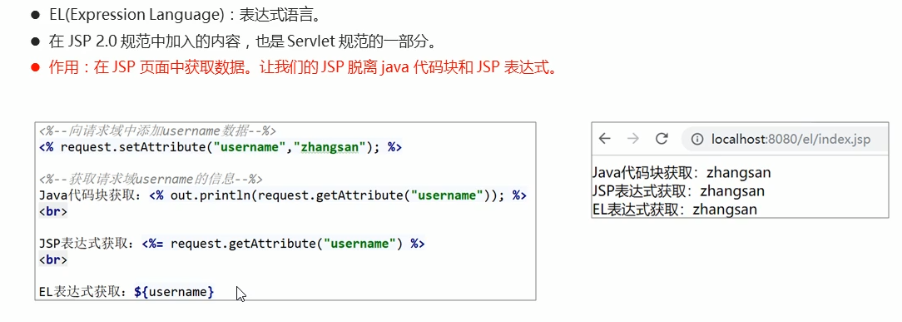 EL(Expression Language)：表达式语言。
在 JSP 2.0 规范中加入的内容，也是 Servlet 规范的一部分。
作用：在 JSP 页面中获取数据。让我们的 JSP 脱离 java 代码块和 JSP 表达式。
<%--向请求域中添加username数据--%>
<% request.setAttribute("username","zhangsan"); %>
<%--获取请求域username的信息--%>
Java代码块获取：<% out.println(request.getAttribute("username")); %>
<br>
JSP表达式获取：<%= request.getAttribute("username") %>
<br>
EL表达式获取：${username}
localhost:8080/el/index.jsp
Java代码块获取：zhangsan
JSP表达式获取：zhangsan
EL表达式获取：zhangsan